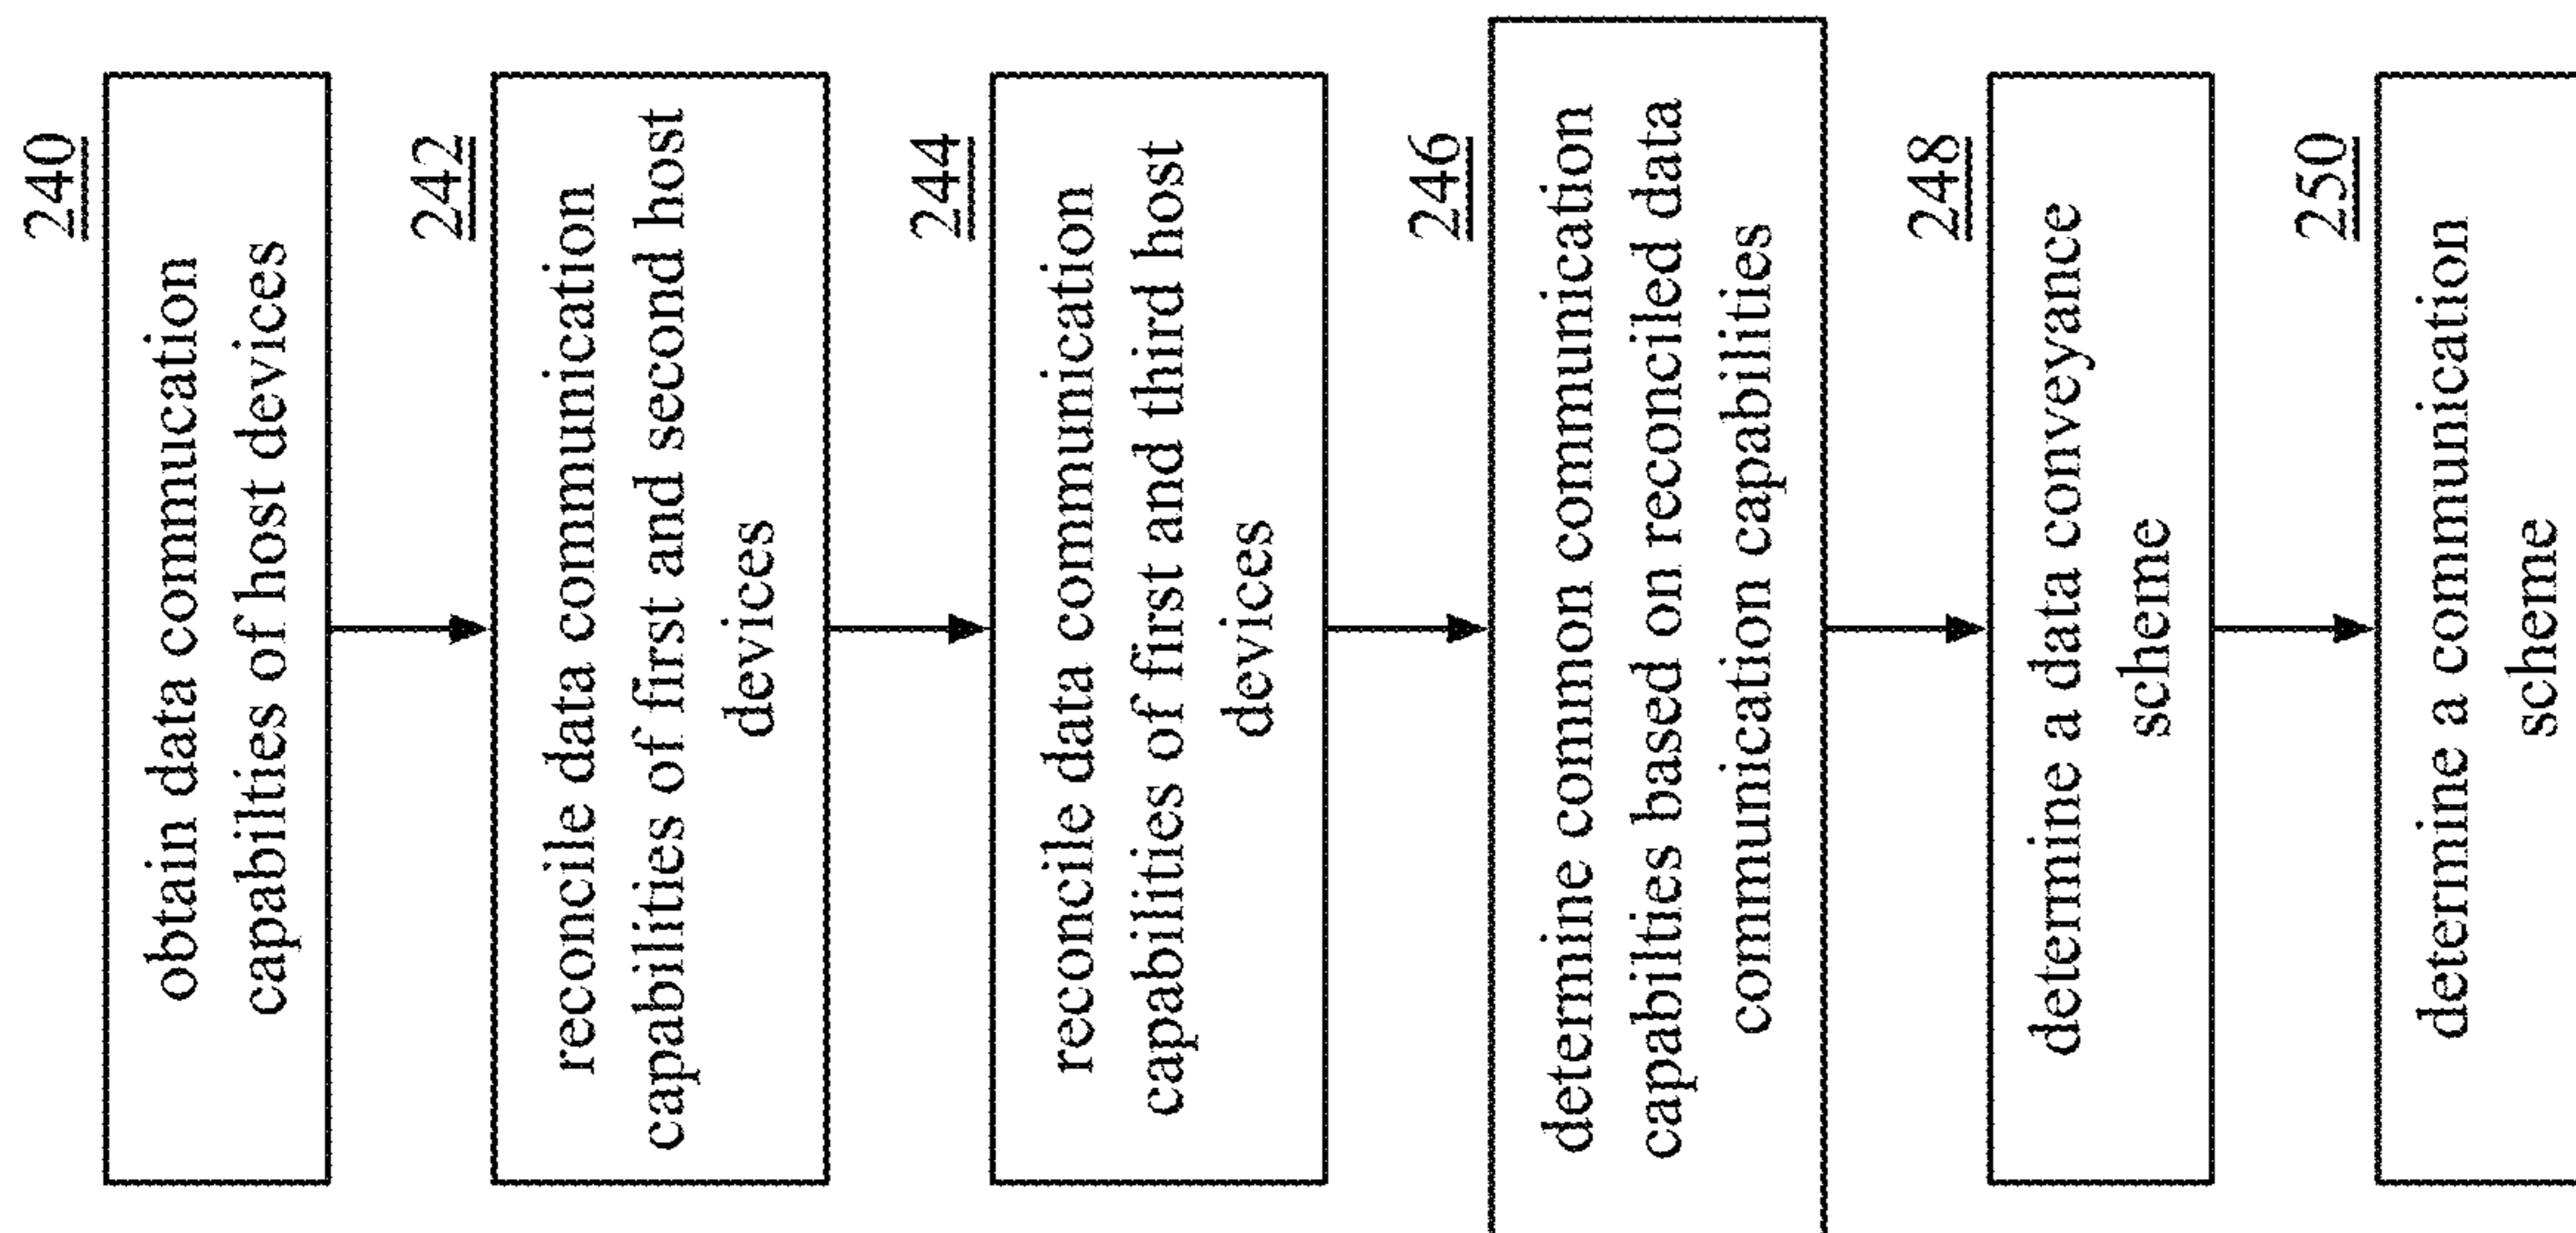 240
obtain data commucation
capabilities of host devices
242
reconcile data communication
capabilities of first and second host
devices
244
reconcile data communication
capabilities of first and third host
devices
246
determine common communication
capabilities based on reconciled data
communication capabilities
248
determine a data conveyance
scheme
250
determine a communication
scheme